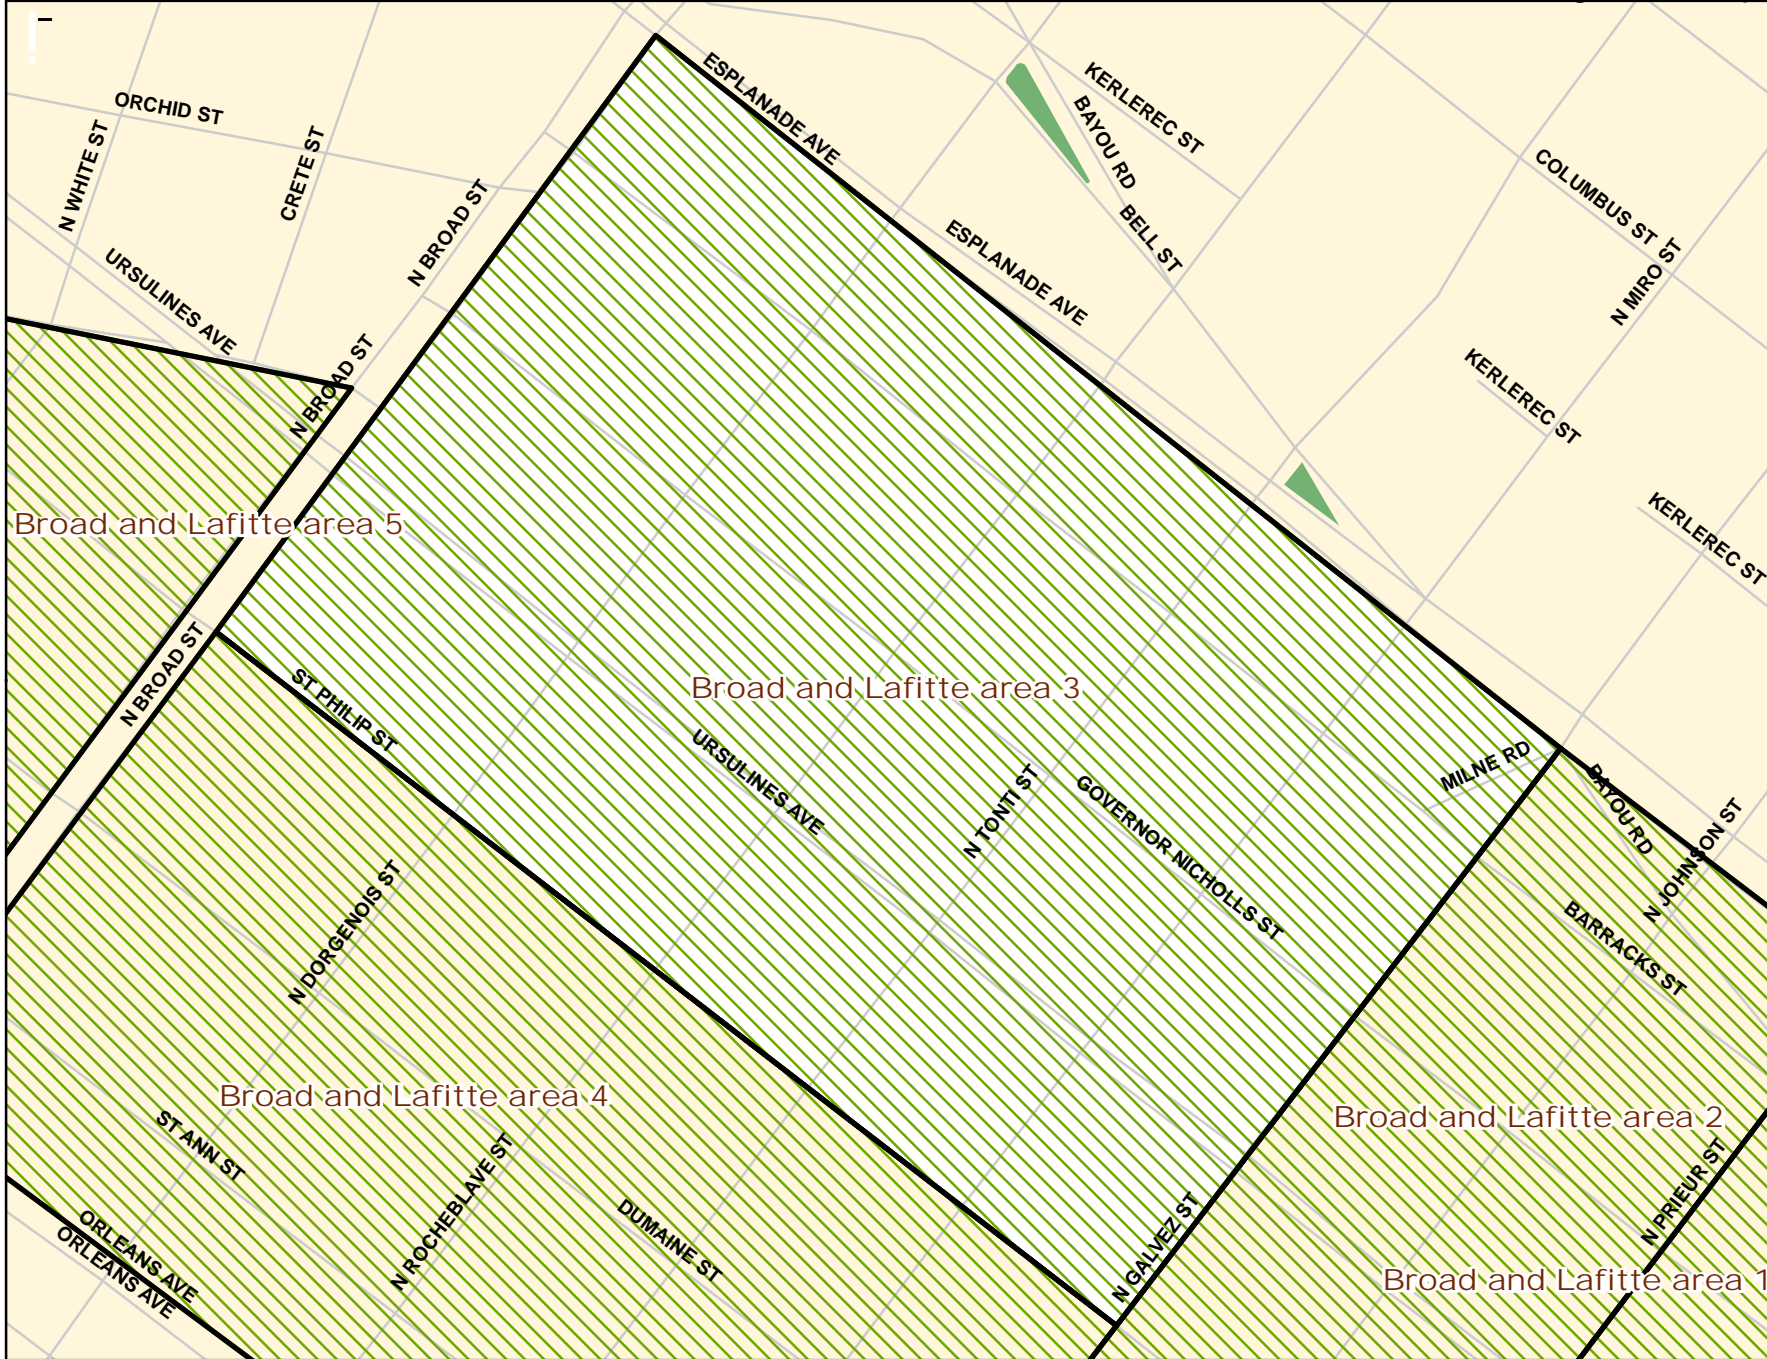 ESPLANADE AVE
KERLEREC ST
ORCHID ST
BAYOU RD
N WHITE ST
CRETE ST
COLUMBUS ST
N BROAD ST
BELL ST
ESPLANADE AVE
N MIRO ST
URSULINES AVE
N BROAD ST
KERLEREC ST
Broad and Lafitte area 5
KERLEREC ST
N BROAD ST
ST PHILIP ST
Broad and Lafitte area 3
URSULINES AVE
MILNE RD
N TONTI ST
GOVERNOR NICHOLLS ST
BAYOU RD
N JOHNSON ST
N DORGENOIS ST
BARRACKS ST
Broad and Lafitte area 4
Broad and Lafitte area 2
ST ANN ST
N ROCHEBLAVE ST
N PRIEUR ST
DUMAINE ST
N GALVEZ ST
ORLEANS AVE
ORLEANS AVE
Broad and Lafitte area 1